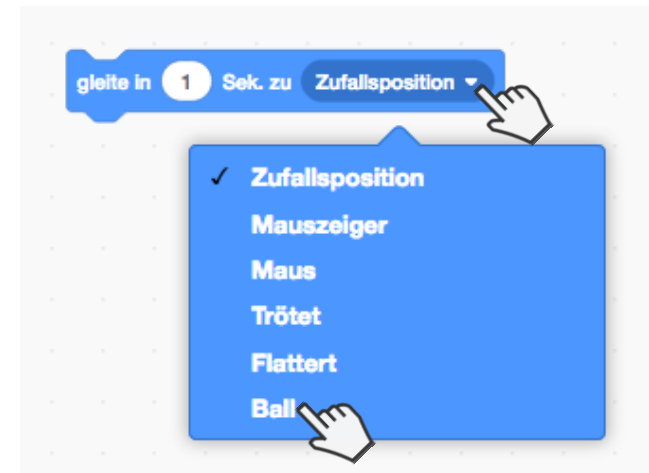 gleite in 1 Sek. zu Zufallsposition
✓ Zufallsposition
Mauszeiger
Maus
Trötet
Flattert
Ball